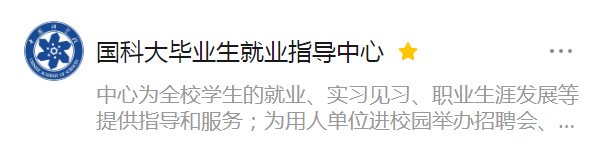 国科大毕业生就业指导中心
中心为全校学生的就业、实习见习、职业生涯发展等
提供指导和服务；为用人单位进校园举办招聘会、...